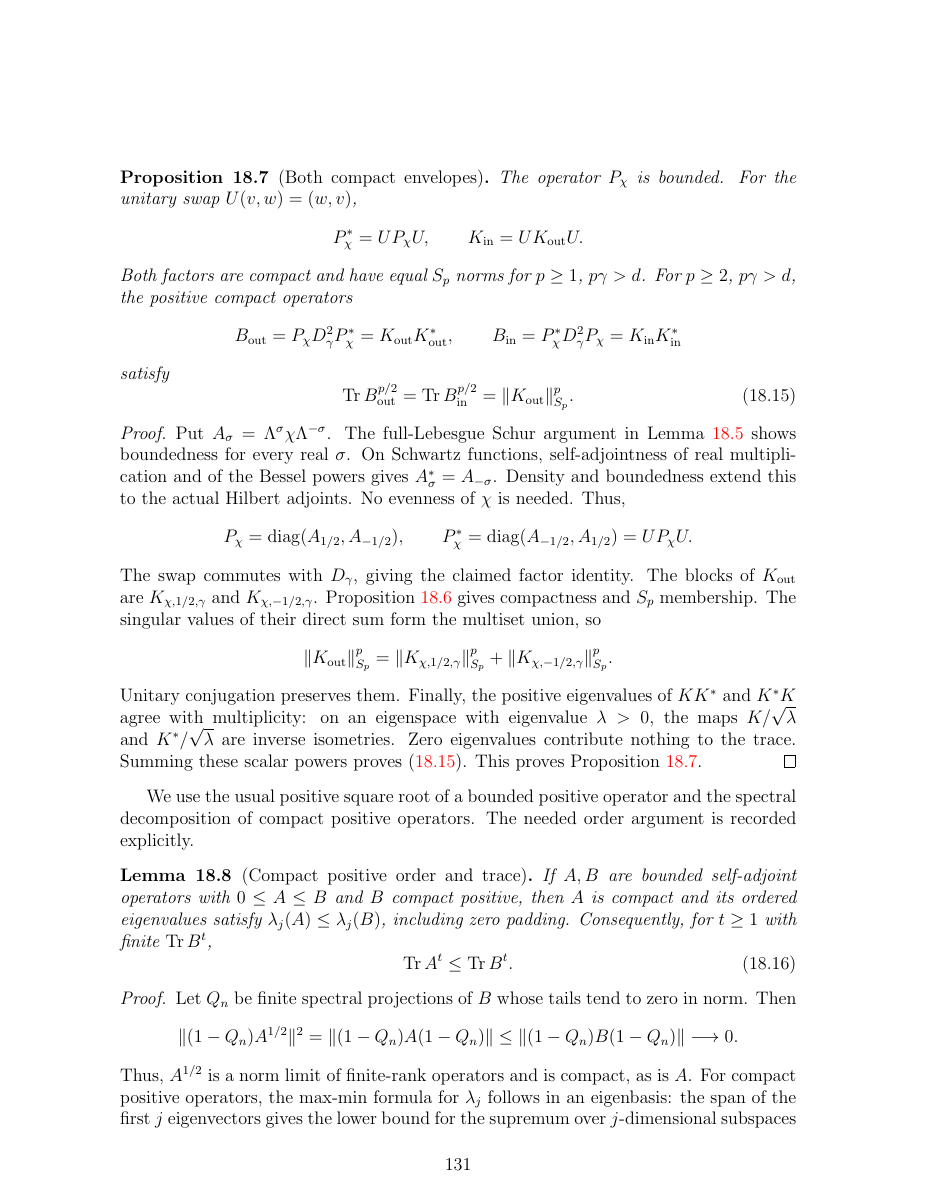 Proposition 18.7 (Both compact envelopes). The operator P_χ is bounded. For the
unitary swap U(v, w) = (w, v),
P_χ^* = UP_χU, K_in = UK_outU.
Both factors are compact and have equal S_p norms for p ≥ 1, pγ > d. For p ≥ 2, pγ > d,
the positive compact operators
B_out = P_χD_γ^2P_χ^* = K_outK_out^*, B_in = P_χ^*D_γ^2P_χ = K_inK_in^*
satisfy
Tr B_out^{p/2} = Tr B_in^{p/2} = ‖K_out‖_{S_p}^p. (18.15)
Proof. Put A_σ = Λ^σχΛ^{−σ}. The full-Lebesgue Schur argument in Lemma 18.5 shows
boundedness for every real σ. On Schwartz functions, self-adjointness of real multipli-
cation and of the Bessel powers gives A_σ^* = A_{−σ}. Density and boundedness extend this
to the actual Hilbert adjoints. No evenness of χ is needed. Thus,
P_χ = diag(A_{1/2}, A_{−1/2}), P_χ^* = diag(A_{−1/2}, A_{1/2}) = UP_χU.
The swap commutes with D_γ, giving the claimed factor identity. The blocks of K_out
are K_{χ,1/2,γ} and K_{χ,−1/2,γ}. Proposition 18.6 gives compactness and S_p membership. The
singular values of their direct sum form the multiset union, so
‖K_out‖_{S_p}^p = ‖K_{χ,1/2,γ}‖_{S_p}^p + ‖K_{χ,−1/2,γ}‖_{S_p}^p.
Unitary conjugation preserves them. Finally, the positive eigenvalues of KK^* and K^*K
agree with multiplicity: on an eigenspace with eigenvalue λ > 0, the maps K/√λ
and K^*/√λ are inverse isometries. Zero eigenvalues contribute nothing to the trace.
Summing these scalar powers proves (18.15). This proves Proposition 18.7. □
We use the usual positive square root of a bounded positive operator and the spectral
decomposition of compact positive operators. The needed order argument is recorded
explicitly.
Lemma 18.8 (Compact positive order and trace). If A, B are bounded self-adjoint
operators with 0 ≤ A ≤ B and B compact positive, then A is compact and its ordered
eigenvalues satisfy λ_j(A) ≤ λ_j(B), including zero padding. Consequently, for t ≥ 1 with
finite Tr B^t,
Tr A^t ≤ Tr B^t. (18.16)
Proof. Let Q_n be finite spectral projections of B whose tails tend to zero in norm. Then
‖(1 − Q_n)A^{1/2}‖^2 = ‖(1 − Q_n)A(1 − Q_n)‖ ≤ ‖(1 − Q_n)B(1 − Q_n)‖ ⟶ 0.
Thus, A^{1/2} is a norm limit of finite-rank operators and is compact, as is A. For compact
positive operators, the max-min formula for λ_j follows in an eigenbasis: the span of the
first j eigenvectors gives the lower bound for the supremum over j-dimensional subspaces
131